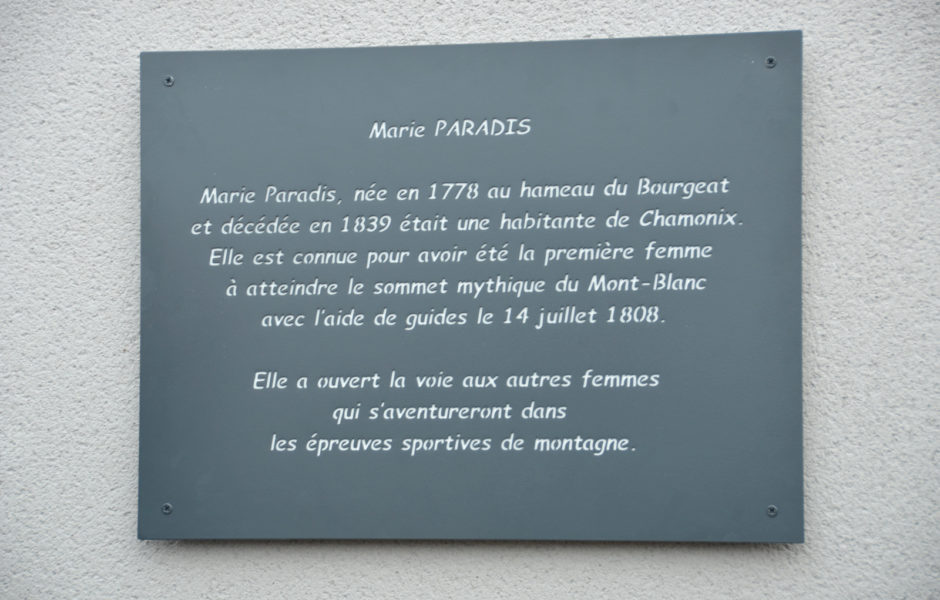 Marie PARADIS
Marie Paradis, née en 1778 au hameau du Bourgeat
et décédée en 1839 était une habitante de Chamonix.
Elle est connue pour avoir été la première femme
à atteindre le sommet mythique du Mont-Blanc
avec l'aide de guides le 14 juillet 1808.
Elle a ouvert la voie aux autres femmes
qui s'aventureront dans
les épreuves sportives de montagne.